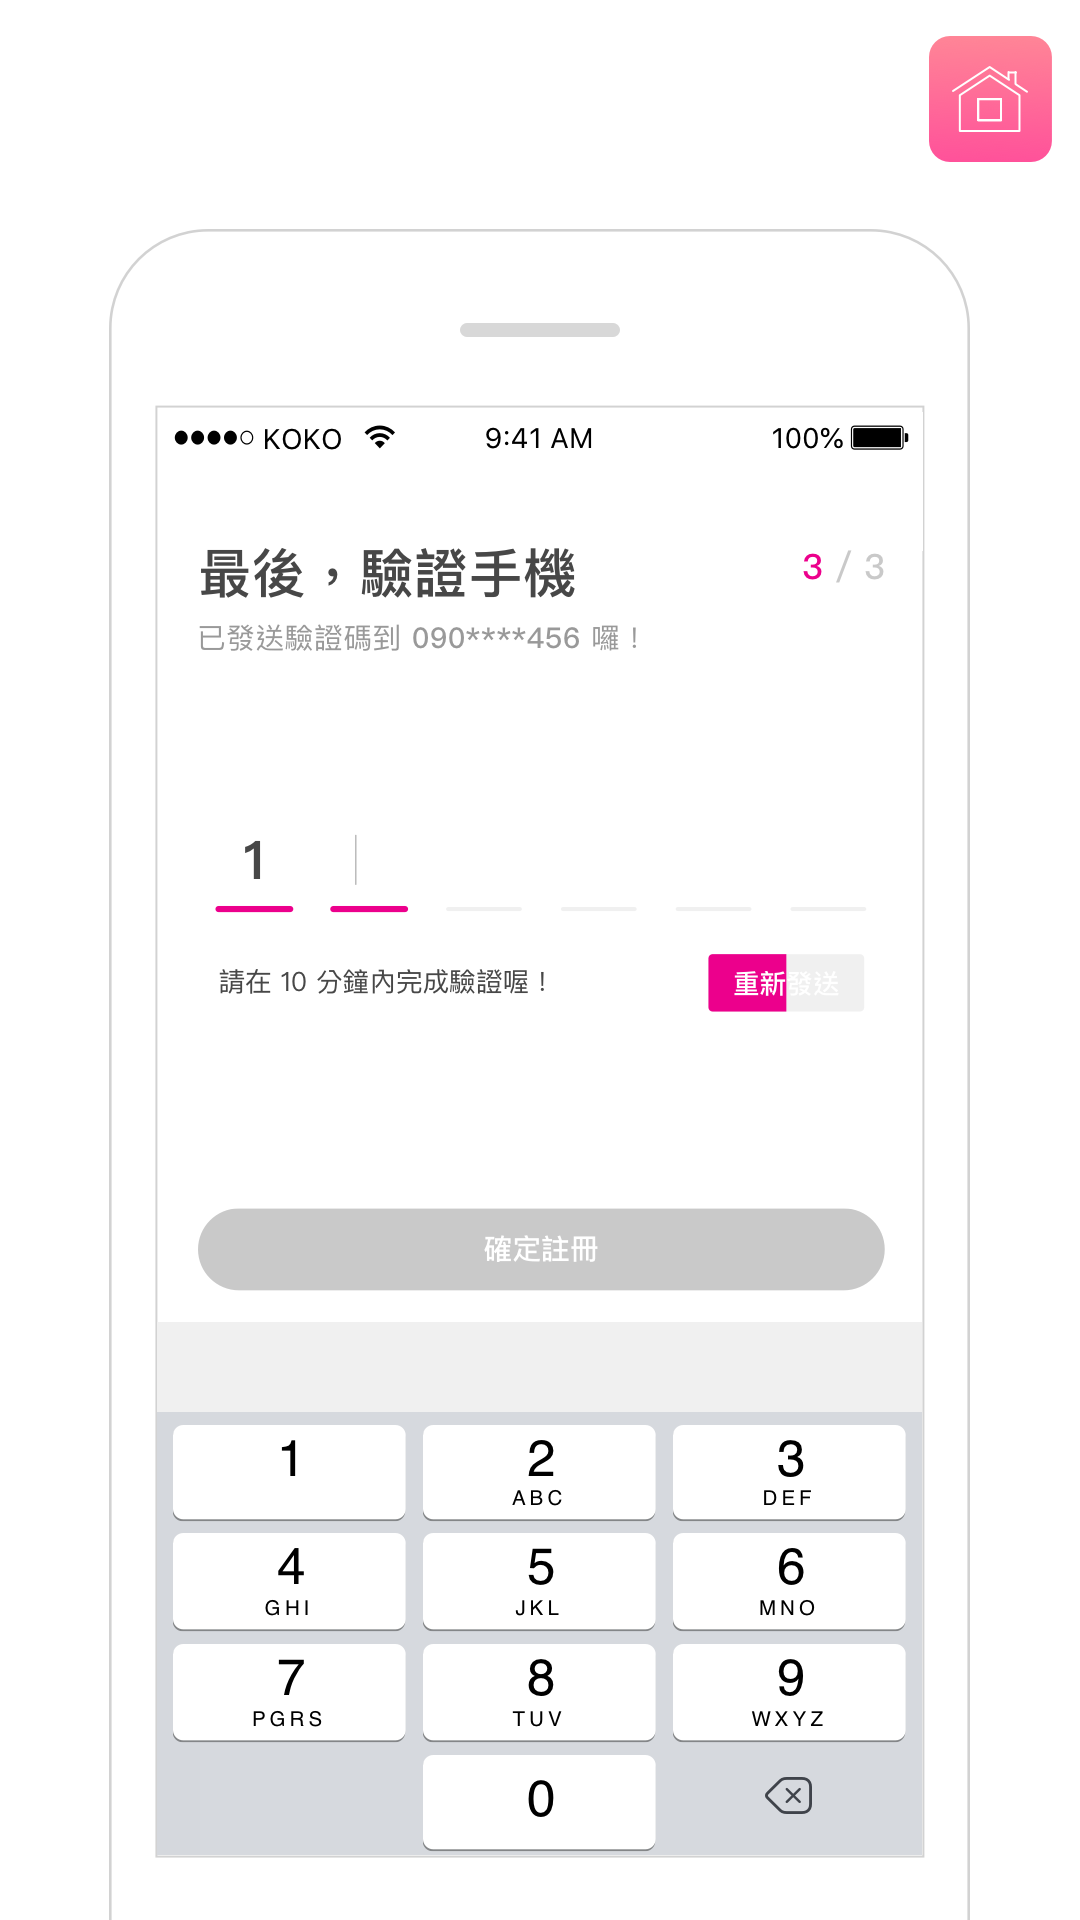 KOKO 9:41 AM 100%
最後，驗證手機 3 / 3
已發送驗證碼到 090****456 囉！
1
請在 10 分鐘內完成驗證喔！ 重新發送
確定註冊
1 2 3
ABC DEF
4 5 6
GHI JKL MNO
7 8 9
PGRS TUV WXYZ
0